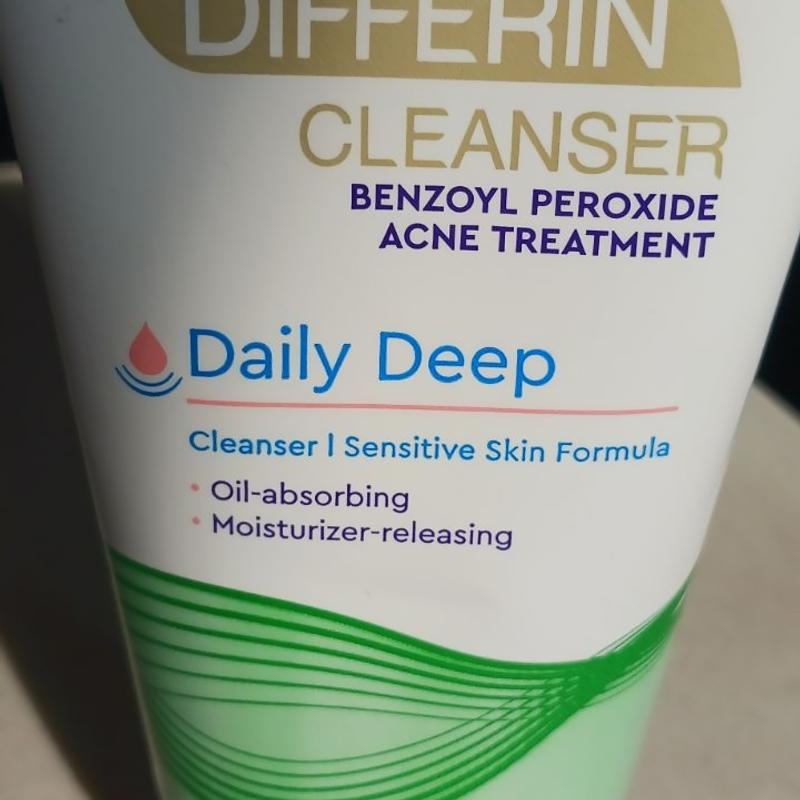 DIFFERIN
CLEANSER
BENZOYL PEROXIDE
ACNE TREATMENT
Daily Deep
Cleanser | Sensitive Skin Formula
• Oil-absorbing
• Moisturizer-releasing